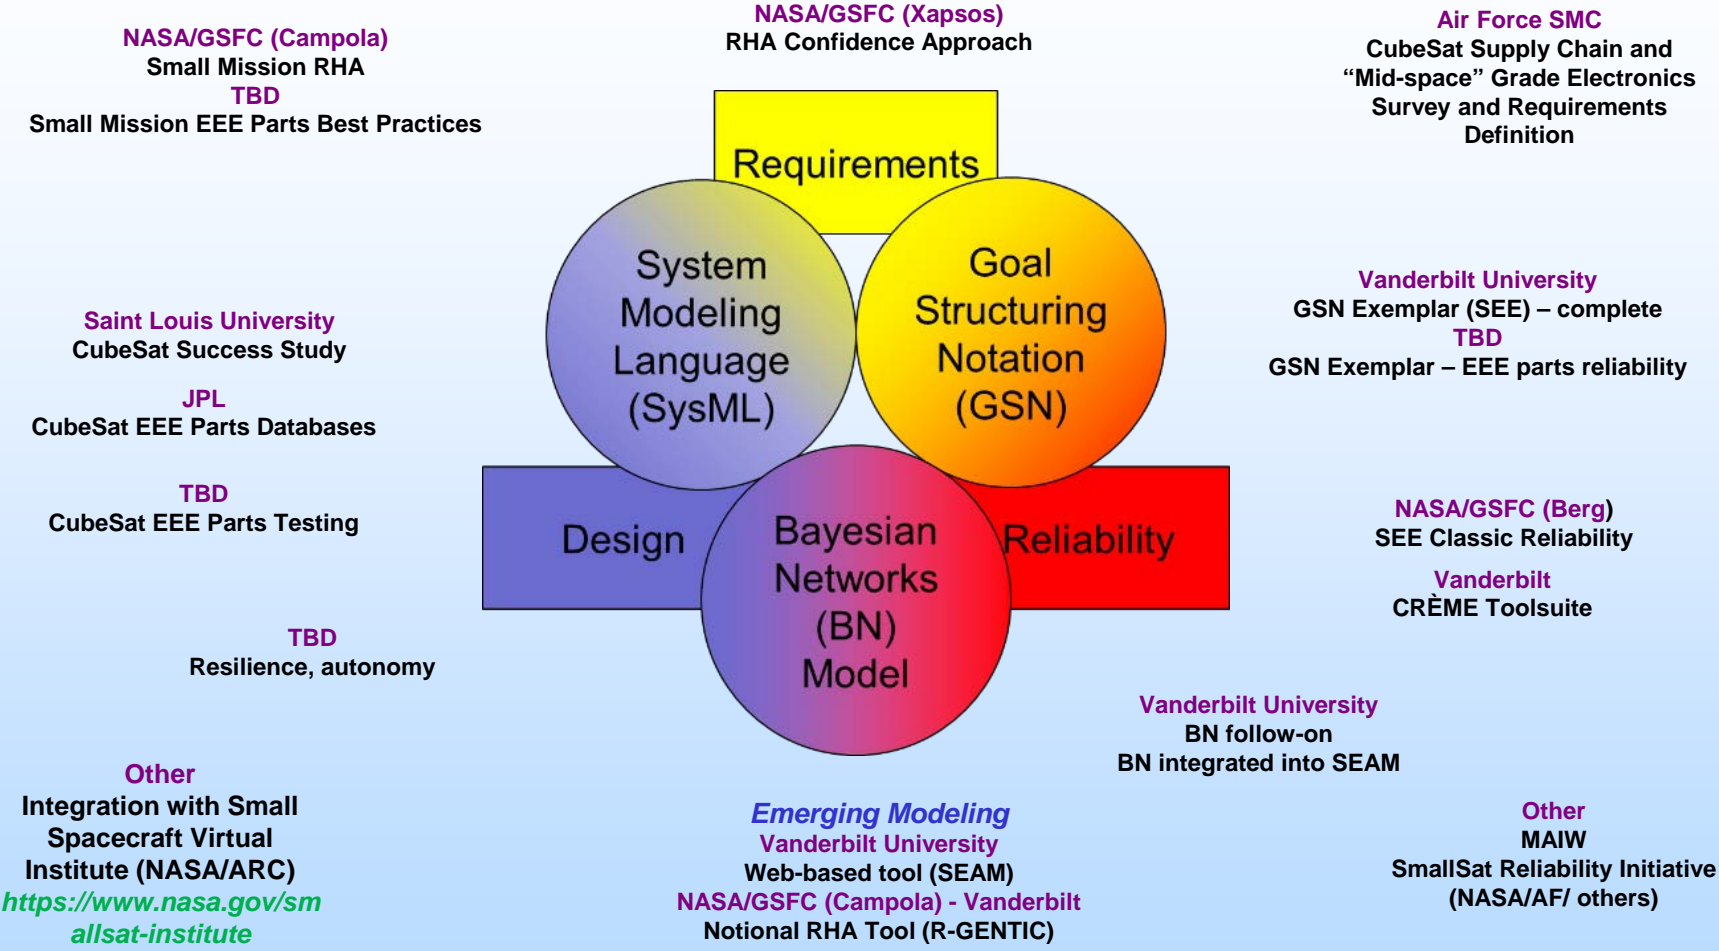 NASA/GSFC (Campola)
Small Mission RHA
TBD
Small Mission EEE Parts Best Practices
NASA/GSFC (Xapsos)
RHA Confidence Approach
Air Force SMC
CubeSat Supply Chain and
“Mid-space” Grade Electronics
Survey and Requirements
Definition
Requirements
System
Modeling
Language
(SysML)
Goal
Structuring
Notation
(GSN)
Saint Louis University
CubeSat Success Study
JPL
CubeSat EEE Parts Databases
TBD
CubeSat EEE Parts Testing
TBD
Resilience, autonomy
Vanderbilt University
GSN Exemplar (SEE) – complete
TBD
GSN Exemplar – EEE parts reliability
Design
Bayesian
Networks
(BN)
Model
Reliability
NASA/GSFC (Berg)
SEE Classic Reliability
Vanderbilt
CRÈME Toolsuite
Vanderbilt University
BN follow-on
BN integrated into SEAM
Other
Integration with Small
Spacecraft Virtual
Institute (NASA/ARC)
https://www.nasa.gov/sm
allsat-institute
Emerging Modeling
Vanderbilt University
Web-based tool (SEAM)
NASA/GSFC (Campola) - Vanderbilt
Notional RHA Tool (R-GENTIC)
Other
MAIW
SmallSat Reliability Initiative
(NASA/AF/ others)